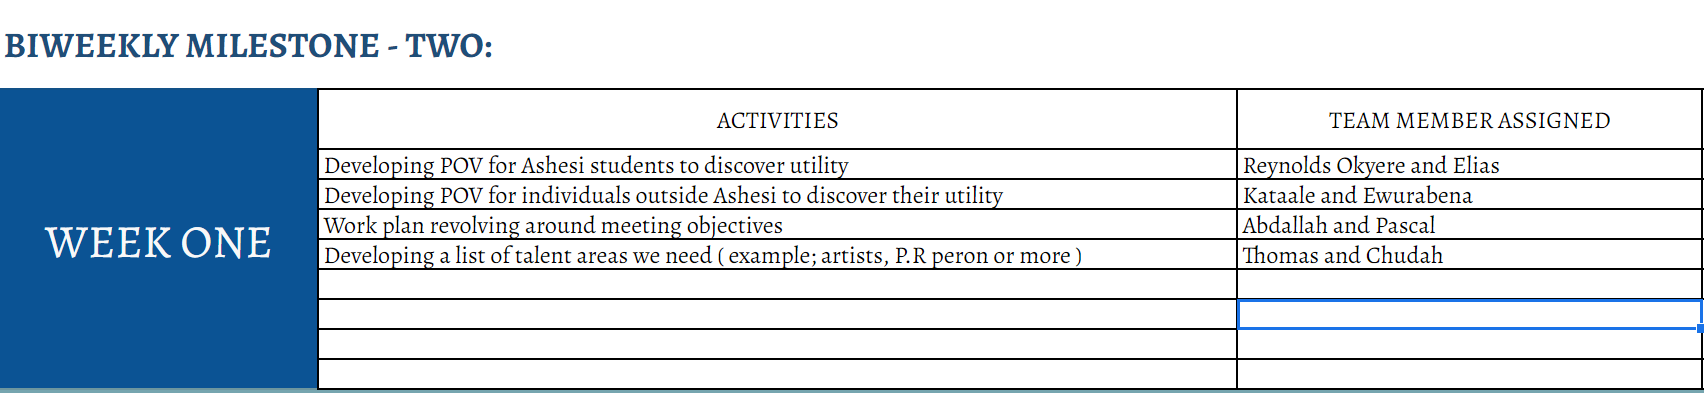 BIWEEKLY MILESTONE - TWO:
ACTIVITIES
TEAM MEMBER ASSIGNED
WEEK ONE
Developing POV for Ashesi students to discover utility
Reynolds Okyere and Elias
Developing POV for individuals outside Ashesi to discover their utility
Kataale and Ewurabena
Work plan revolving around meeting objectives
Abdallah and Pascal
Developing a list of talent areas we need ( example; artists, P.R peron or more )
Thomas and Chudah